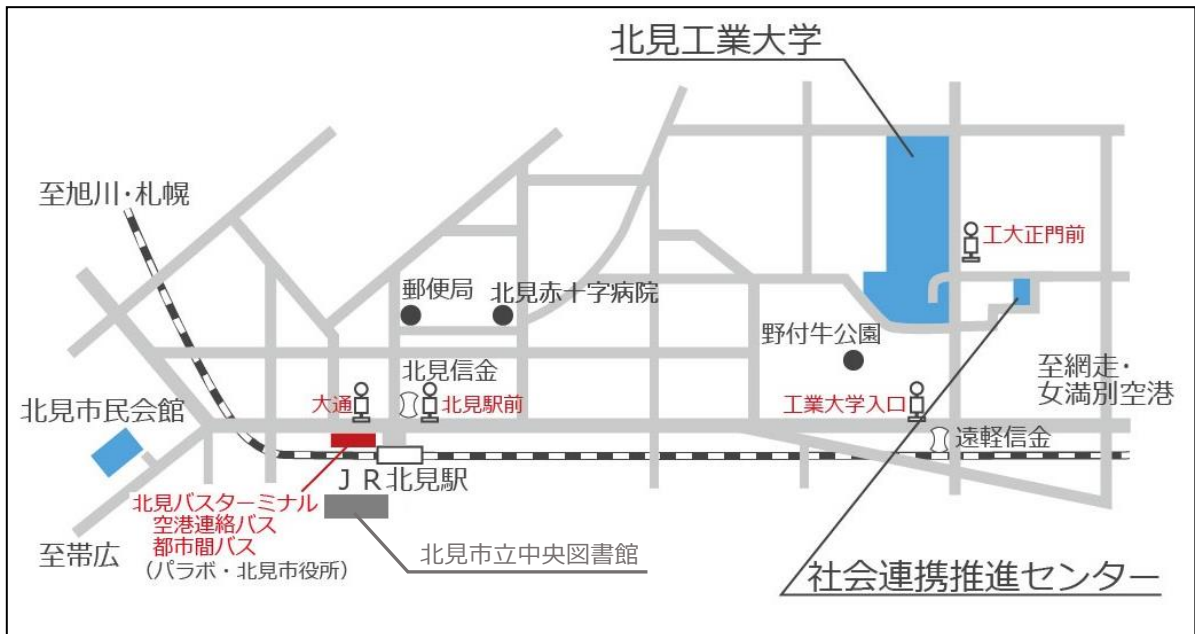 北見工業大学
至旭川・札幌
工大正門前
郵便局
北見赤十字病院
野付牛公園
北見信金
至網走・
女満別空港
北見市民会館
大通
北見駅前
工業大学入口
遠軽信金
ＪＲ北見駅
北見バスターミナル
空港連絡バス
都市間バス
（パラボ・北見市役所）
至帯広
北見市立中央図書館
社会連携推進センター